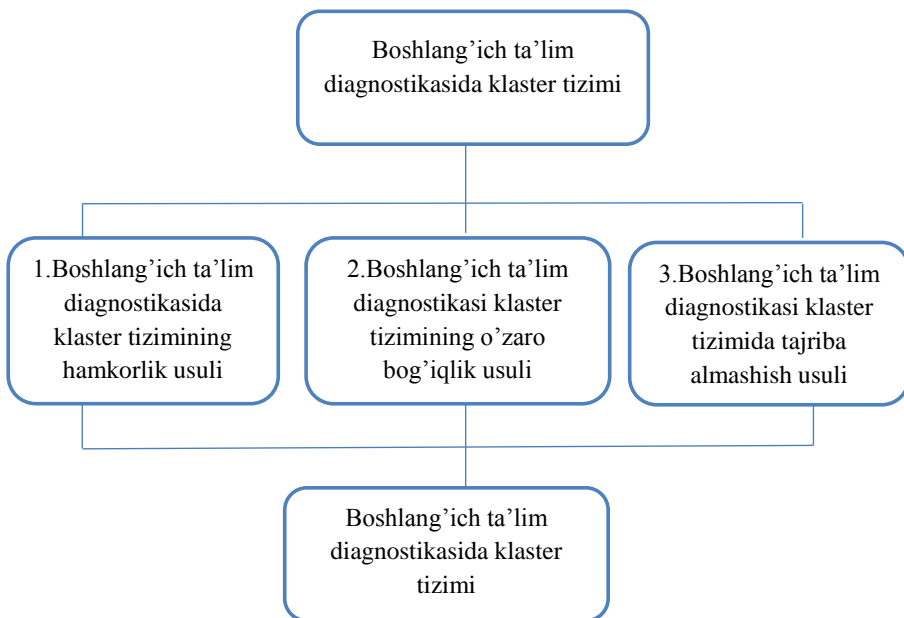 Boshlang’ich ta’lim
diagnostikasida klaster tizimi
1.Boshlang’ich ta’lim
diagnostikasida
klaster tizimining
hamkorlik usuli
2.Boshlang’ich ta’lim
diagnostikasi klaster
tizimining o’zaro
bog’iqlik usuli
3.Boshlang’ich ta’lim
diagnostikasi klaster
tizimida tajriba
almashish usuli
Boshlang’ich ta’lim
diagnostikasida klaster
tizimi